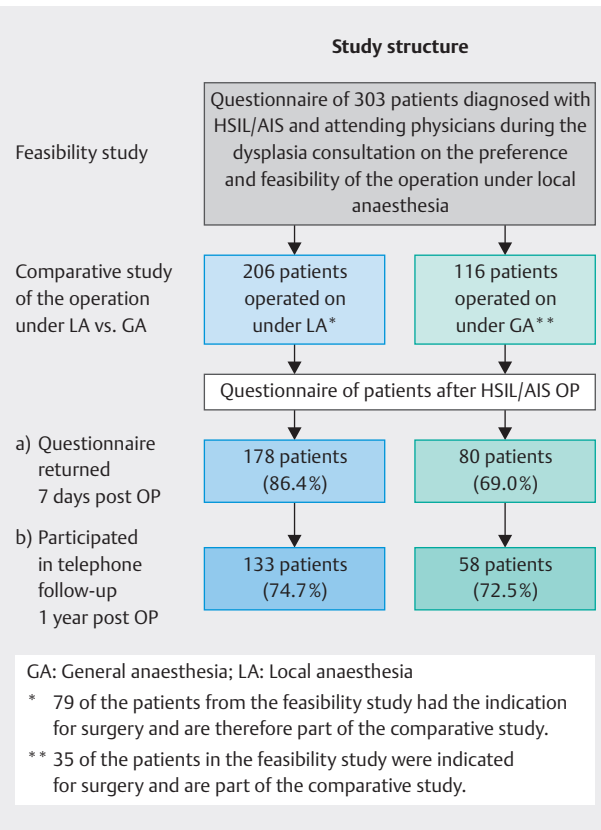 Study structure
Feasibility study
Questionnaire of 303 patients diagnosed with
HSIL/AIS and attending physicians during the
dysplasia consultation on the preference
and feasibility of the operation under local
anaesthesia
Comparative study
of the operation
under LA vs. GA
206 patients
operated on
under LA*
116 patients
operated on
under GA**
Questionnaire of patients after HSIL/AIS OP
a) Questionnaire
returned
7 days post OP
178 patients
(86.4%)
80 patients
(69.0%)
b) Participated
in telephone
follow-up
1 year post OP
133 patients
(74.7%)
58 patients
(72.5%)
GA: General anaesthesia; LA: Local anaesthesia
* 79 of the patients from the feasibility study had the indication
for surgery and are therefore part of the comparative study.
** 35 of the patients in the feasibility study were indicated
for surgery and are part of the comparative study.